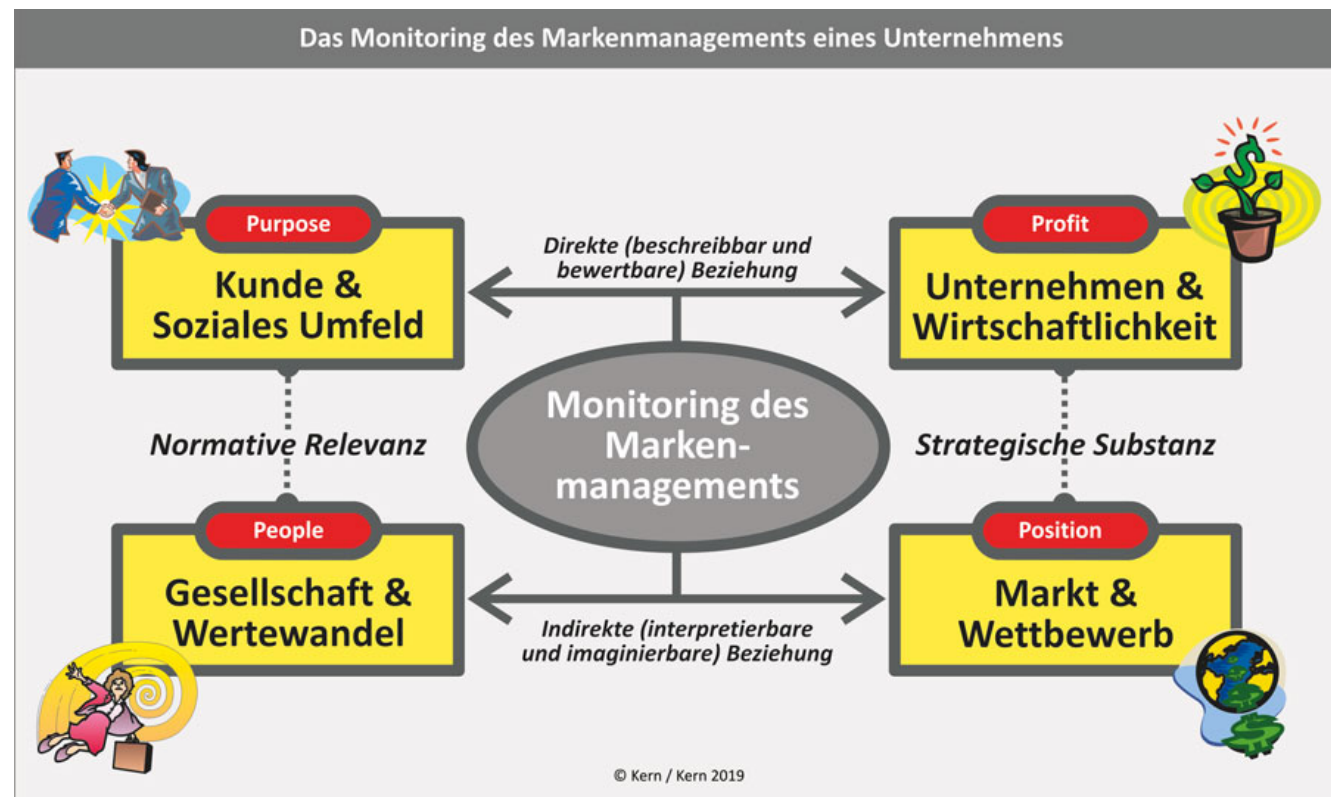 Das Monitoring des Markenmanagements eines Unternehmens
Purpose
Kunde &
Soziales Umfeld
Direkte (beschreibbar und
bewertbare) Beziehung
Profit
Unternehmen &
Wirtschaftlichkeit
Normative Relevanz
Monitoring des
Marken-
managements
Strategische Substanz
People
Gesellschaft &
Wertewandel
Indirekte (interpretierbare
und imaginierbare) Beziehung
Position
Markt &
Wettbewerb
© Kern / Kern 2019